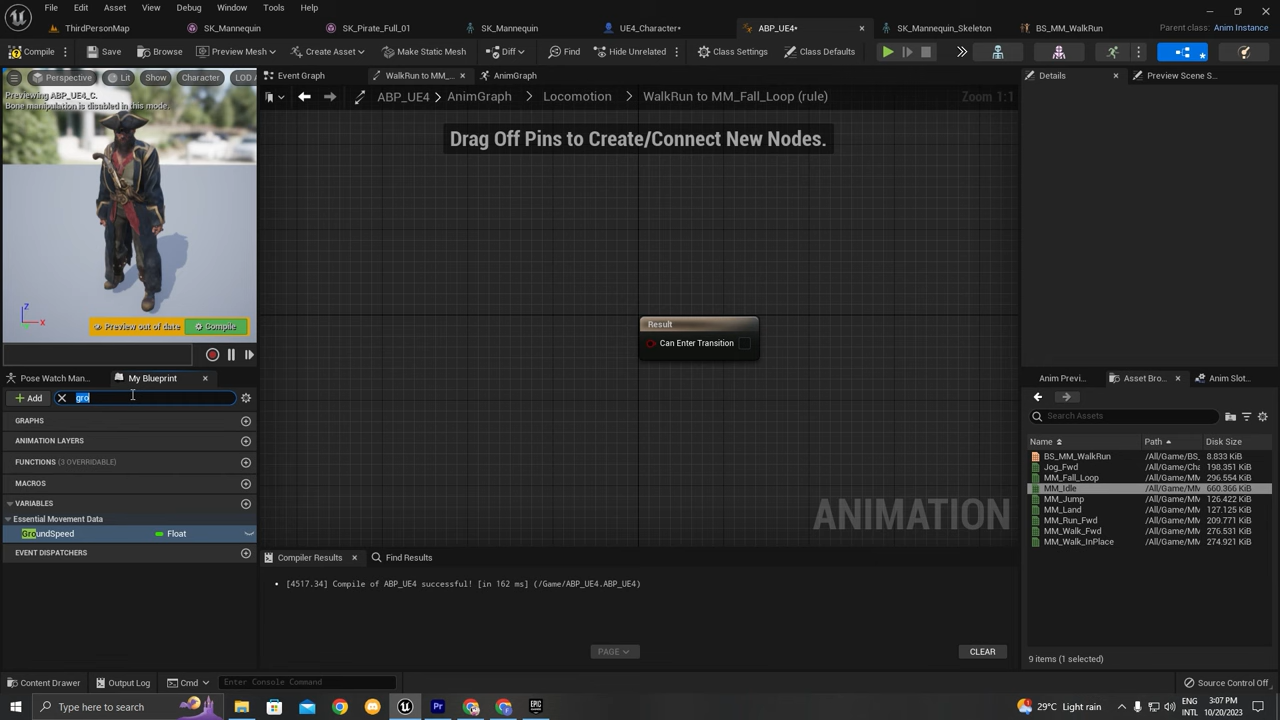 File Edit Asset View Debug Window Tools Help
ThirdPersonMap SK_Mannequin SK_Pirate_Full_01 SK_Mannequin UE4_Character* ABP_UE4* SK_Mannequin_Skeleton BS_MM_WalkRun Parent class: Anim Instance
Compile Save Browse Preview Mesh Create Asset Make Static Mesh Diff Find Hide Unrelated Class Settings Class Defaults
Perspective Lit Show Character LOD A
Previewing ABP_UE4_C.
Bone manipulation is disabled in this mode.
Z
X
Preview out of date Compile
Event Graph WalkRun to MM_... AnimGraph
ABP_UE4 > AnimGraph > Locomotion > WalkRun to MM_Fall_Loop (rule) Zoom 1:1
Drag Off Pins to Create/Connect New Nodes.
Result
Can Enter Transition
ANIMATION
Details Preview Scene S...
Pose Watch Man... My Blueprint
Add gro
GRAPHS
ANIMATION LAYERS
FUNCTIONS (3 OVERRIDABLE)
MACROS
VARIABLES
Essential Movement Data
GroundSpeed Float
EVENT DISPATCHERS
Compiler Results Find Results
[4517.34] Compile of ABP_UE4 successful! [in 162 ms] (/Game/ABP_UE4.ABP_UE4)
PAGE CLEAR
Anim Previ... Asset Bro... Anim Slot...
Search Assets
Name Path Disk Size
BS_MM_WalkRun /All/Game/BS_ 8.833 KiB
Jog_Fwd /All/Game/Cha 198.351 KiB
MM_Fall_Loop /All/Game/MM 296.554 KiB
MM_Idle /All/Game/MM 660.366 KiB
MM_Jump /All/Game/MM 126.422 KiB
MM_Land /All/Game/MM 127.125 KiB
MM_Run_Fwd /All/Game/MM 209.771 KiB
MM_Walk_Fwd /All/Game/MM 276.531 KiB
MM_Walk_InPlace /All/Game/MM 274.921 KiB
9 items (1 selected)
Content Drawer Output Log Cmd Enter Console Command Source Control Off
Type here to search Pr 29°C Light rain ENG INTL 3:07 PM 10/20/2023